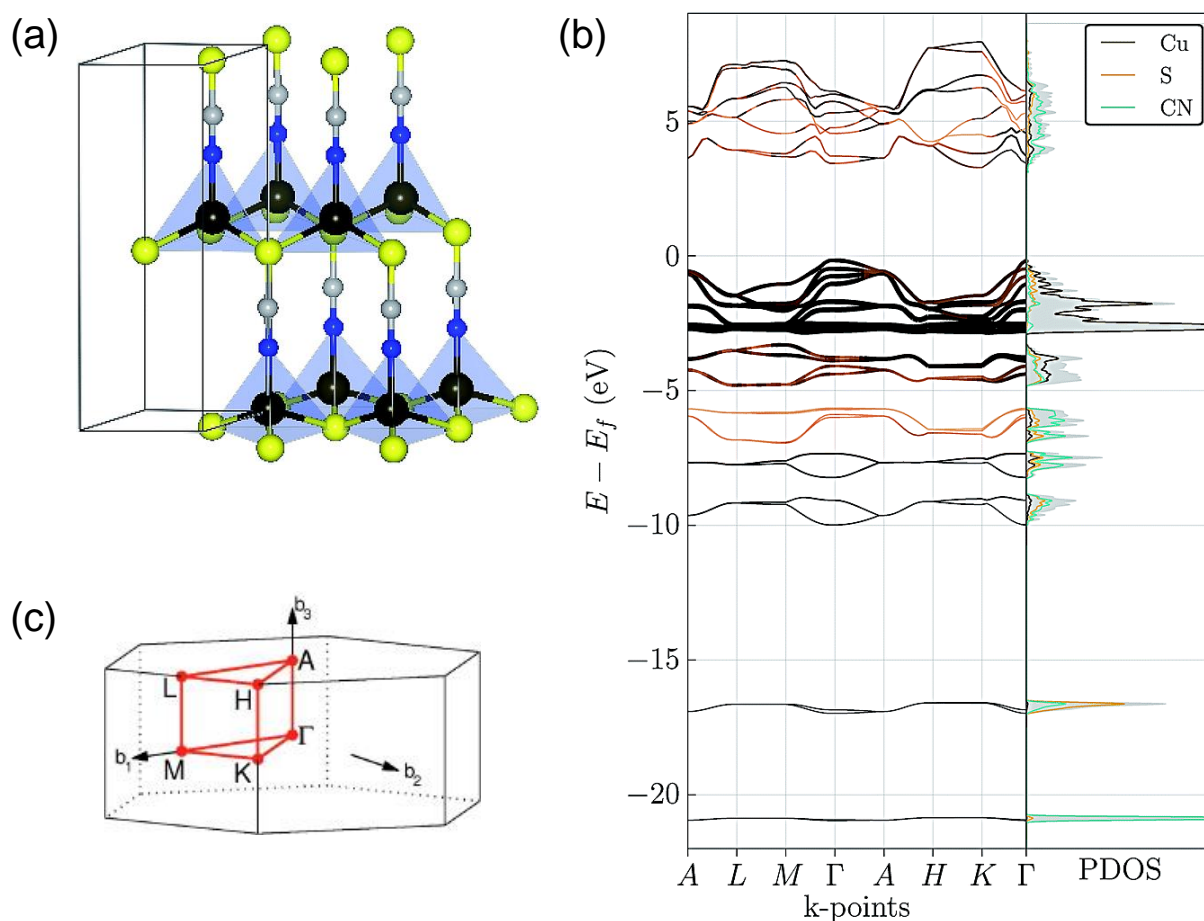 (a)
(b)
Cu
S
CN
5
0
−5
−10
−15
−20
E − E_f (eV)
A L M Γ A H K Γ
k-points
PDOS
(c)
b3
A
L
H
Γ
b1
M
K
b2